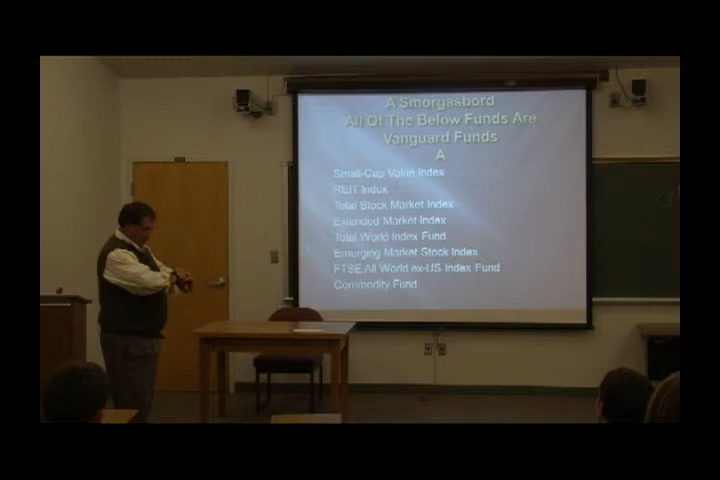 A Smorgasbord
All Of The Below Funds Are
Vanguard Funds
A
Small-Cap Value Index
REIT Index
Total Stock Market Index
Extended Market Index
Total World Index Fund
Emerging Market Stock Index
FTSE All World ex-US Index Fund
Commodity Fund